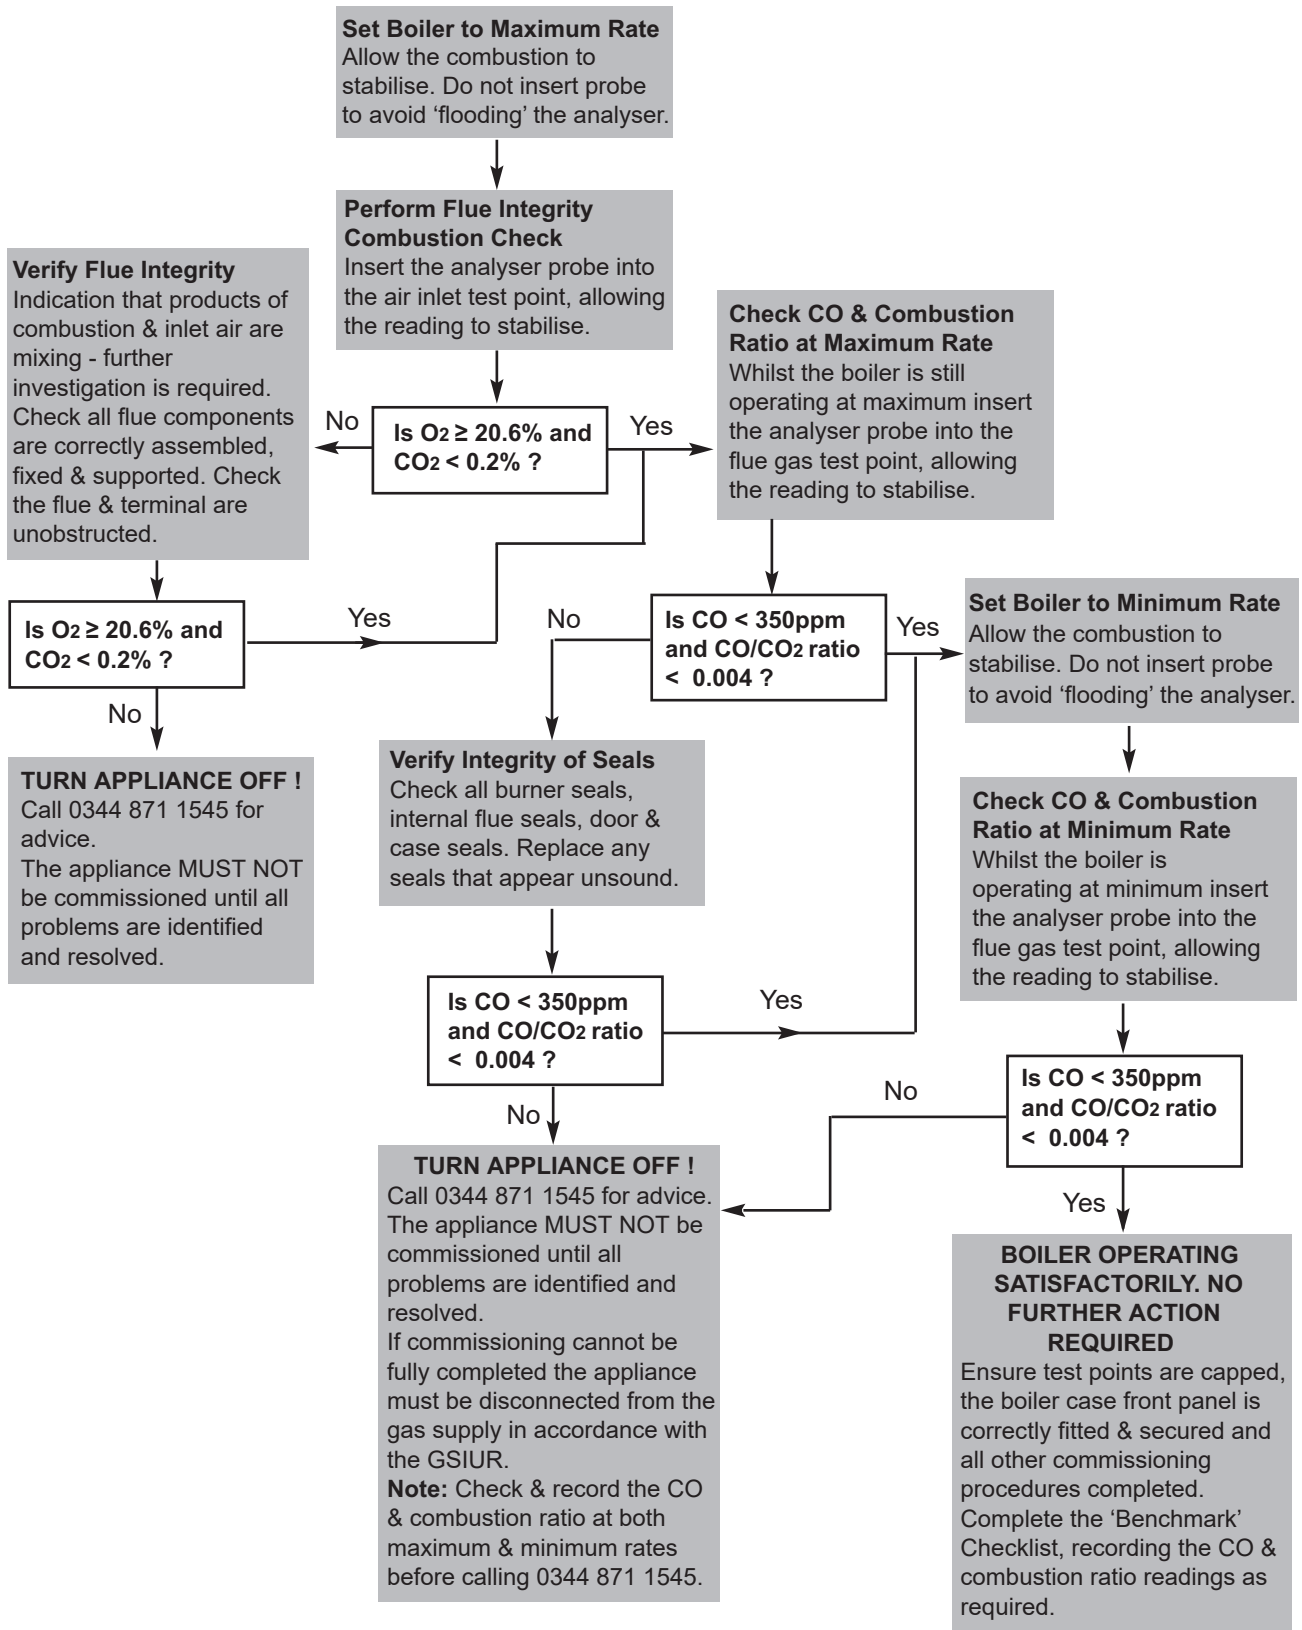 Set Boiler to Maximum Rate
Allow the combustion to
stabilise. Do not insert probe
to avoid ‘flooding’ the analyser.
Perform Flue Integrity
Combustion Check
Insert the analyser probe into
the air inlet test point, allowing
the reading to stabilise.
Is O2 ≥ 20.6% and
CO2 < 0.2% ?
No
Yes
Verify Flue Integrity
Indication that products of
combustion & inlet air are
mixing - further
investigation is required.
Check all flue components
are correctly assembled,
fixed & supported. Check
the flue & terminal are
unobstructed.
Is O2 ≥ 20.6% and
CO2 < 0.2% ?
Yes
No
TURN APPLIANCE OFF !
Call 0344 871 1545 for
advice.
The appliance MUST NOT
be commissioned until all
problems are identified
and resolved.
Check CO & Combustion
Ratio at Maximum Rate
Whilst the boiler is still
operating at maximum insert
the analyser probe into the
flue gas test point, allowing
the reading to stabilise.
Is CO < 350ppm
and CO/CO2 ratio
< 0.004 ?
No
Yes
Verify Integrity of Seals
Check all burner seals,
internal flue seals, door &
case seals. Replace any
seals that appear unsound.
Is CO < 350ppm
and CO/CO2 ratio
< 0.004 ?
Yes
No
TURN APPLIANCE OFF !
Call 0344 871 1545 for advice.
The appliance MUST NOT be
commissioned until all
problems are identified and
resolved.
If commissioning cannot be
fully completed the appliance
must be disconnected from the
gas supply in accordance with
the GSIUR.
Note: Check & record the CO
& combustion ratio at both
maximum & minimum rates
before calling 0344 871 1545.
Set Boiler to Minimum Rate
Allow the combustion to
stabilise. Do not insert probe
to avoid ‘flooding’ the analyser.
Check CO & Combustion
Ratio at Minimum Rate
Whilst the boiler is
operating at minimum insert
the analyser probe into the
flue gas test point, allowing
the reading to stabilise.
Is CO < 350ppm
and CO/CO2 ratio
< 0.004 ?
No
Yes
BOILER OPERATING
SATISFACTORILY. NO
FURTHER ACTION
REQUIRED
Ensure test points are capped,
the boiler case front panel is
correctly fitted & secured and
all other commissioning
procedures completed.
Complete the ‘Benchmark’
Checklist, recording the CO &
combustion ratio readings as
required.